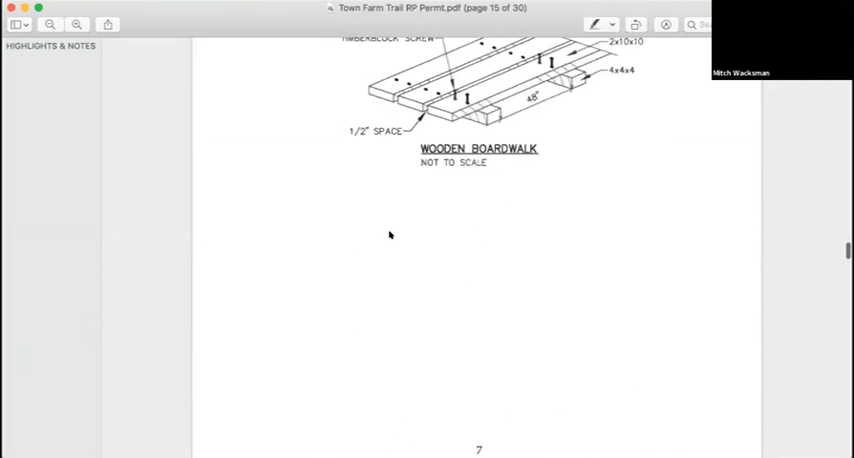 Town Farm Trail RP Permt.pdf (page 15 of 30)
HIGHLIGHTS & NOTES
Mitch Wacksman
TIMBERBLOCK SCREW
2x10x10
4x4x4
48"
1/2" SPACE
WOODEN BOARDWALK
NOT TO SCALE
7